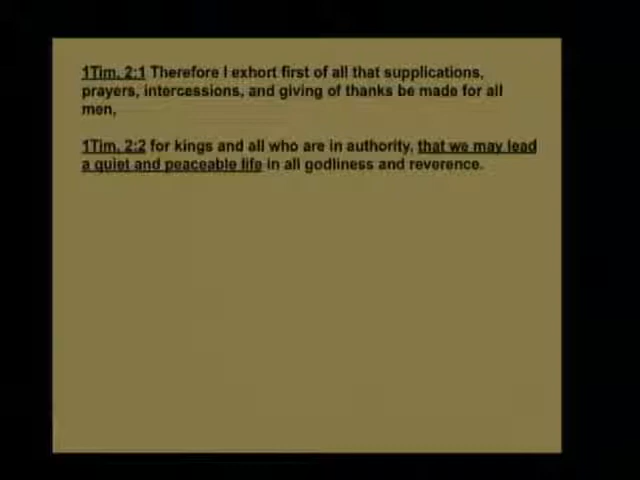 1Tim. 2:1 Therefore I exhort first of all that supplications,
prayers, intercessions, and giving of thanks be made for all
men,
1Tim. 2:2 for kings and all who are in authority, that we may lead
a quiet and peaceable life in all godliness and reverence.